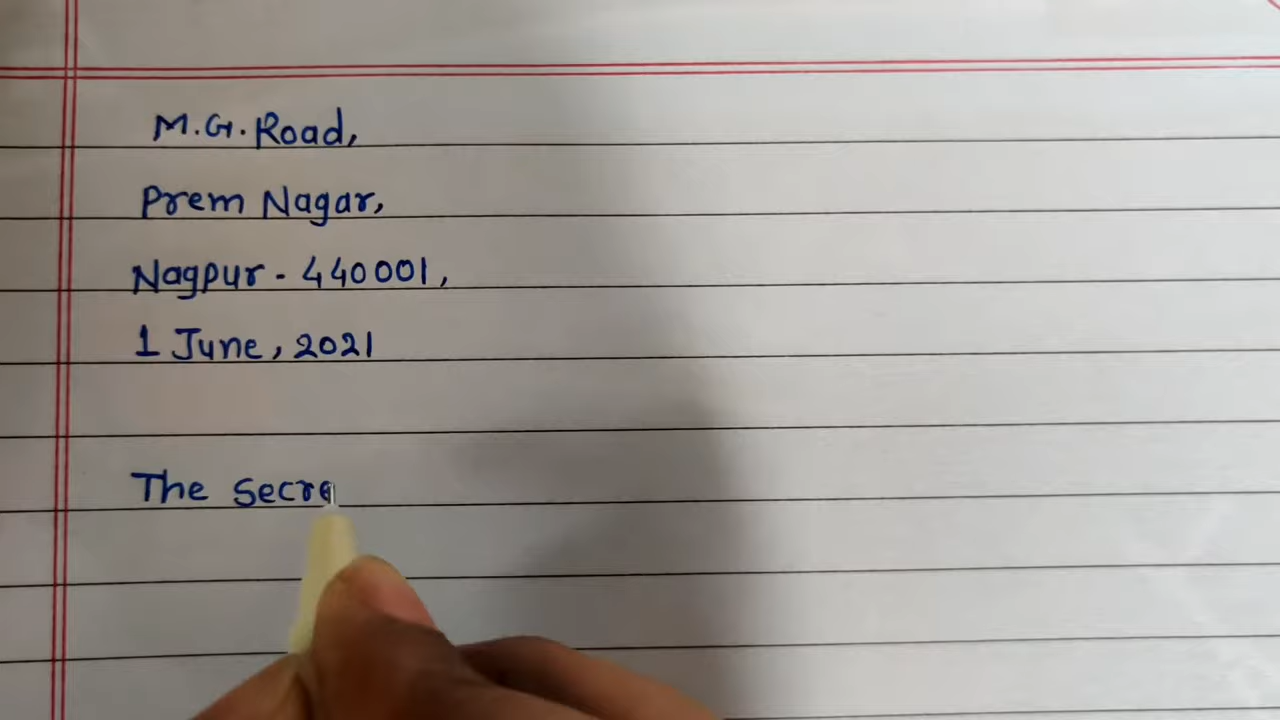 M.G. Road,
Prem Nagar,
Nagpur - 440001,
1 June, 2021
The Secre